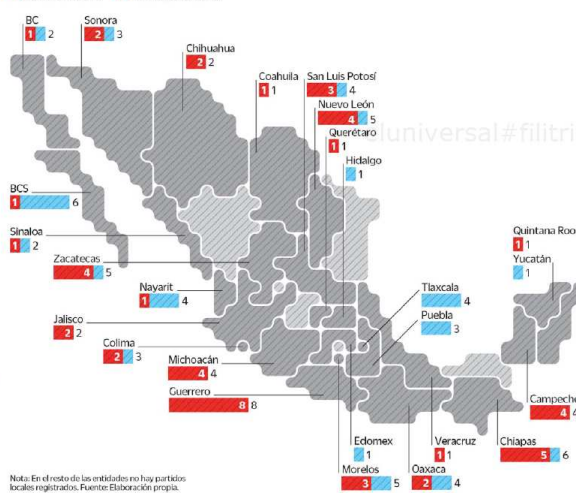 BC
1 2
Sonora
2 3
Chihuahua
2 2
Coahuila
1 1
San Luis Potosí
3 4
Nuevo León
4 5
Querétaro
1 1
eluniversal#filitri
Hidalgo
1
BCS
1 6
Sinaloa
1 2
Zacatecas
4 5
Nayarit
1 4
Jalisco
2 2
Colima
2 3
Michoacán
4 4
Guerrero
8 8
Quintana Roo
1 1
Yucatán
1
Tlaxcala
4
Puebla
3
Campeche
4 4
Edomex
1
Veracruz
1 1
Chiapas
5 6
Morelos
3 5
Oaxaca
2 4
Nota: En el resto de las entidades no hay partidos
locales registrados. Fuente: Elaboración propia.